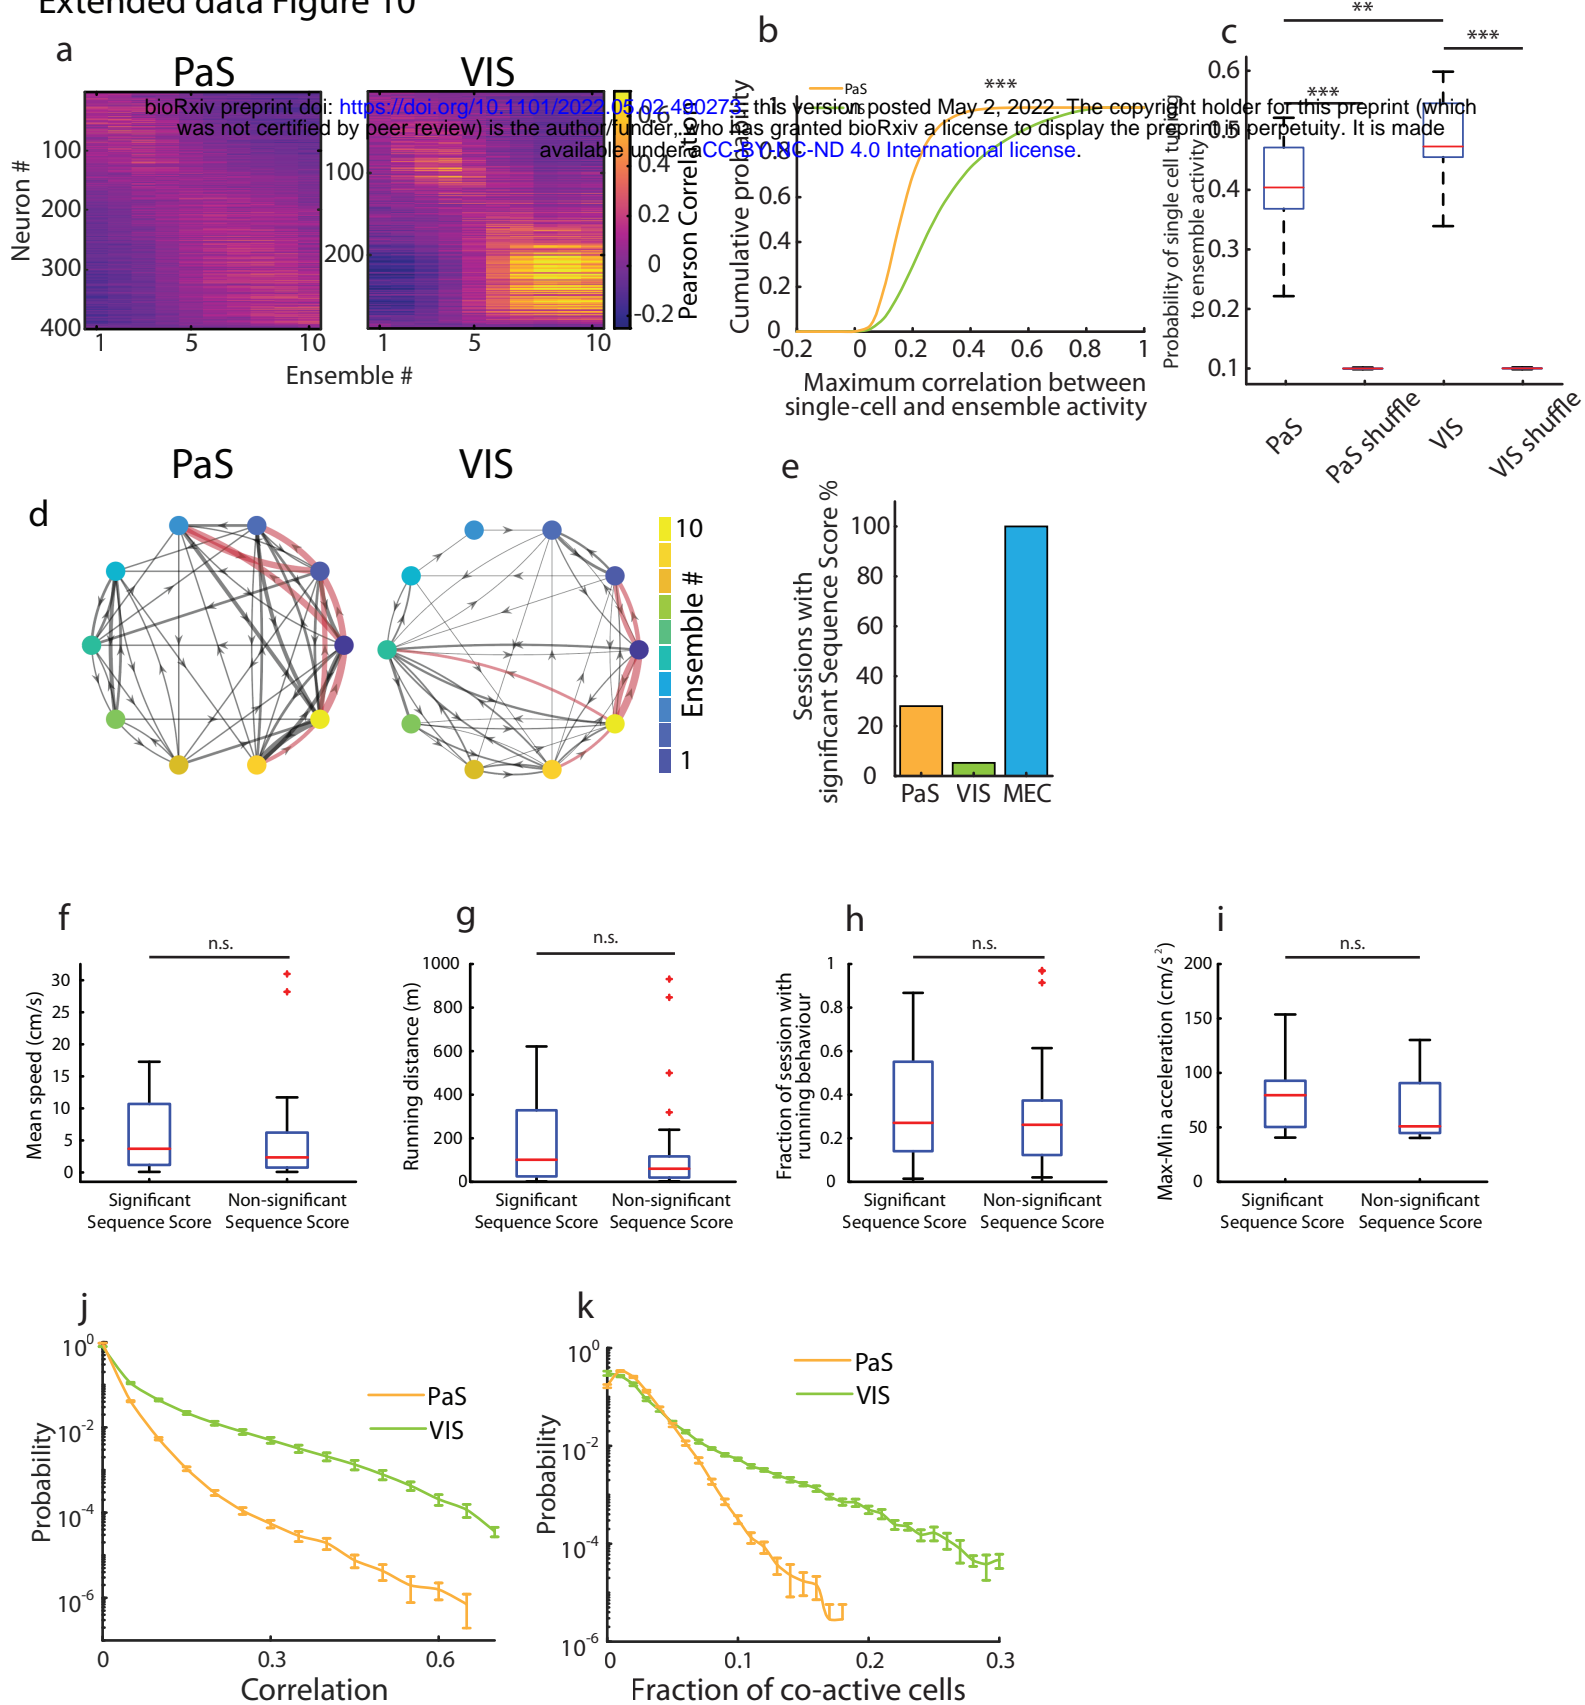 Extended data Figure 10
a
PaS
VIS
bioRxiv preprint doi: https://doi.org/10.1101/2022.05.02.490273; this version posted May 2, 2022. The copyright holder for this preprint (which
was not certified by peer review) is the author/funder, who has granted bioRxiv a license to display the preprint in perpetuity. It is made
available under aCC-BY-NC-ND 4.0 International license.
Neuron #
100
200
300
400
1
5
10
100
200
1
5
10
Ensemble #
0.6
0.4
0.2
0
-0.2
Pearson Correlation
b
PaS
VIS
***
Cumulative probability
1
0.8
0.6
0.4
0.2
0
-0.2
0
0.2
0.4
0.6
0.8
1
Maximum correlation between
single-cell and ensemble activity
c
**
***
***
Probability of single cell tuning
to ensemble activity
0.6
0.5
0.4
0.3
0.2
0.1
PaS
PaS shuffle
VIS
VIS shuffle
d
PaS
VIS
10
Ensemble #
1
e
Sessions with
significant Sequence Score %
100
80
60
40
20
0
PaS
VIS
MEC
f
n.s.
Mean speed (cm/s)
30
25
20
15
10
5
0
Significant
Sequence Score
Non-significant
Sequence Score
g
n.s.
Running distance (m)
1000
800
600
400
200
0
Significant
Sequence Score
Non-significant
Sequence Score
h
n.s.
Fraction of session with
running behaviour
1
0.8
0.6
0.4
0.2
0
Significant
Sequence Score
Non-significant
Sequence Score
i
n.s.
Max-Min acceleration (cm/s²)
200
150
100
50
0
Significant
Sequence Score
Non-significant
Sequence Score
j
PaS
VIS
Probability
10⁰
10⁻²
10⁻⁴
10⁻⁶
0
0.3
0.6
Correlation
k
PaS
VIS
Probability
10⁰
10⁻²
10⁻⁴
10⁻⁶
0
0.1
0.2
0.3
Fraction of co-active cells